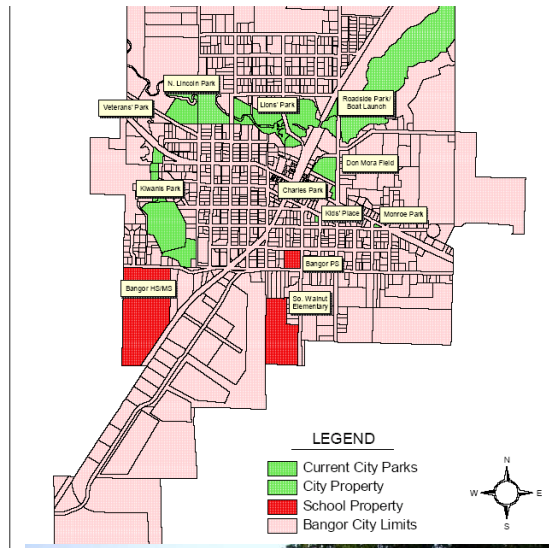 N. Lincoln Park
Veterans' Park
Lions' Park
Roadside Park/
Boat Launch
Don Mora Field
Kiwanis Park
Charles Park
Kids' Place
Monroe Park
Bangor PS
Bangor HS/MS
So. Walnut
Elementary
LEGEND
Current City Parks
City Property
School Property
Bangor City Limits
N
W
E
S